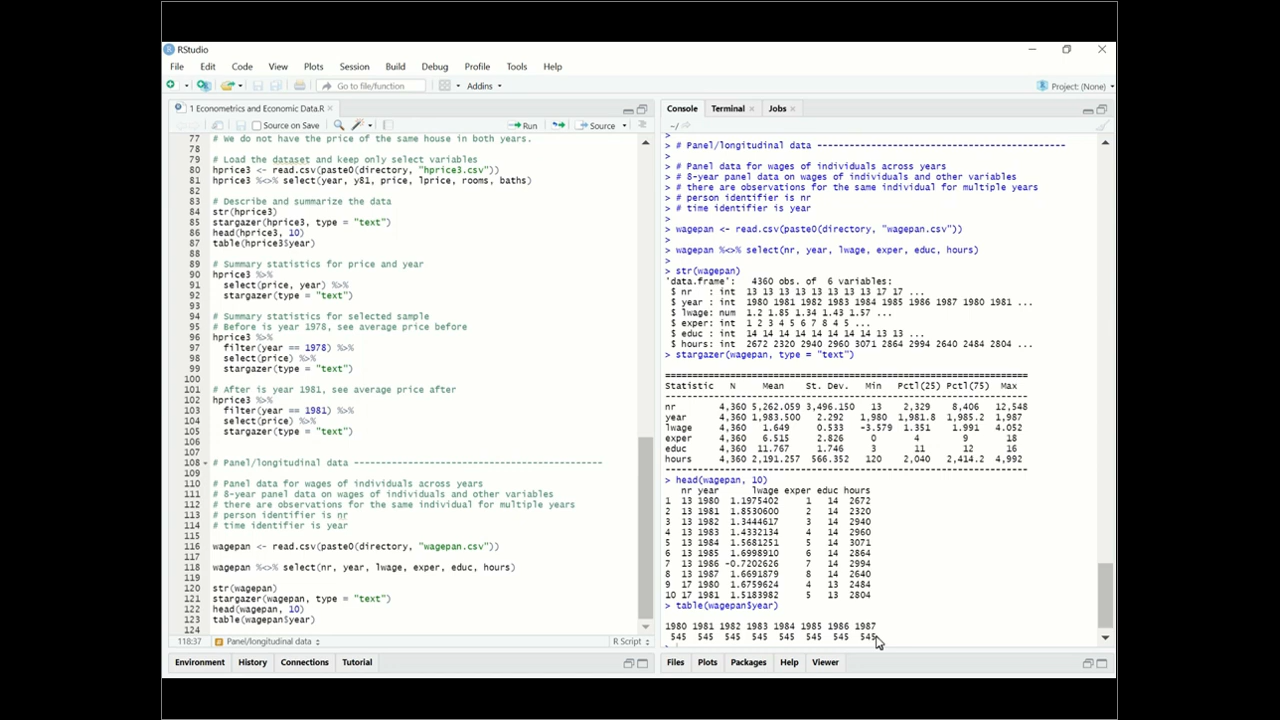 RStudio
File Edit Code View Plots Session Build Debug Profile Tools Help
Go to file/function Addins Project: (None)
1 Econometrics and Economic Data.R
Source on Save Run Source
77 # We do not have the price of the same house in both years.
78
79 # Load the dataset and keep only select variables
80 hprice3 <- read.csv(paste0(directory, "hprice3.csv"))
81 hprice3 %<>% select(year, y81, price, lprice, rooms, baths)
82
83 # Describe and summarize the data
84 str(hprice3)
85 stargazer(hprice3, type = "text")
86 head(hprice3, 10)
87 table(hprice3$year)
88
89 # Summary statistics for price and year
90 hprice3 %>%
91 select(price, year) %>%
92 stargazer(type = "text")
93
94 # Summary statistics for selected sample
95 # Before is year 1978, see average price before
96 hprice3 %>%
97 filter(year == 1978) %>%
98 select(price) %>%
99 stargazer(type = "text")
100
101 # After is year 1981, see average price after
102 hprice3 %>%
103 filter(year == 1981) %>%
104 select(price) %>%
105 stargazer(type = "text")
106
107
108 # Panel/longitudinal data ------------------------------------------
109
110 # Panel data for wages of individuals across years
111 # 8-year panel data on wages of individuals and other variables
112 # there are observations for the same individual for multiple years
113 # person identifier is nr
114 # time identifier is year
115
116 wagepan <- read.csv(paste0(directory, "wagepan.csv"))
117
118 wagepan %<>% select(nr, year, lwage, exper, educ, hours)
119
120 str(wagepan)
121 stargazer(wagepan, type = "text")
122 head(wagepan, 10)
123 table(wagepan$year)
124
118:37 Panel/longitudinal data R Script
Environment History Connections Tutorial
Console Terminal Jobs
~/
>
> # Panel/longitudinal data ------------------------------------------
>
> # Panel data for wages of individuals across years
> # 8-year panel data on wages of individuals and other variables
> # there are observations for the same individual for multiple years
> # person identifier is nr
> # time identifier is year
>
> wagepan <- read.csv(paste0(directory, "wagepan.csv"))
>
> wagepan %<>% select(nr, year, lwage, exper, educ, hours)
>
> str(wagepan)
'data.frame': 4360 obs. of 6 variables:
$ nr : int 13 13 13 13 13 13 13 13 17 17 ...
$ year : int 1980 1981 1982 1983 1984 1985 1986 1987 1980 1981 ...
$ lwage: num 1.2 1.85 1.34 1.43 1.57 ...
$ exper: int 1 2 3 4 5 6 7 8 4 5 ...
$ educ : int 14 14 14 14 14 14 14 14 13 13 ...
$ hours: int 2672 2320 2940 2960 3071 2864 2994 2640 2484 2804 ...
> stargazer(wagepan, type = "text")
===========================================================
Statistic N Mean St. Dev. Min Pctl(25) Pctl(75) Max
-----------------------------------------------------------
nr 4,360 5,262.059 3,496.150 13 2,329 8,406 12,548
year 4,360 1,983.500 2.292 1,980 1,981.8 1,985.2 1,987
lwage 4,360 1.649 0.533 -3.579 1.351 1.991 4.052
exper 4,360 6.515 2.826 0 4 9 18
educ 4,360 11.767 1.746 3 11 12 16
hours 4,360 2,191.257 566.352 120 2,040 2,414.2 4,992
-----------------------------------------------------------
> head(wagepan, 10)
nr year lwage exper educ hours
1 13 1980 1.1975402 1 14 2672
2 13 1981 1.8530600 2 14 2320
3 13 1982 1.3444617 3 14 2940
4 13 1983 1.4332134 4 14 2960
5 13 1984 1.5681251 5 14 3071
6 13 1985 1.6998910 6 14 2864
7 13 1986 -0.7202626 7 14 2994
8 13 1987 1.6691879 8 14 2640
9 17 1980 1.6759624 4 13 2484
10 17 1981 1.5183982 5 13 2804
> table(wagepan$year)
1980 1981 1982 1983 1984 1985 1986 1987
545 545 545 545 545 545 545 545
Files Plots Packages Help Viewer